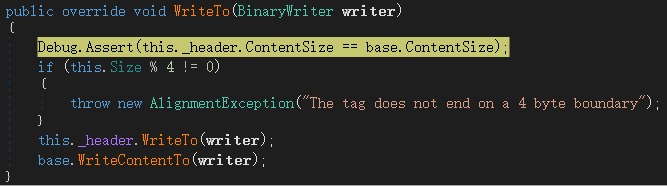 public override void WriteTo(BinaryWriter writer)
{
Debug.Assert(this._header.ContentSize == base.ContentSize);
if (this.Size % 4 != 0)
{
throw new AlignmentException("The tag does not end on a 4 byte boundary");
}
this._header.WriteTo(writer);
base.WriteContentTo(writer);
}